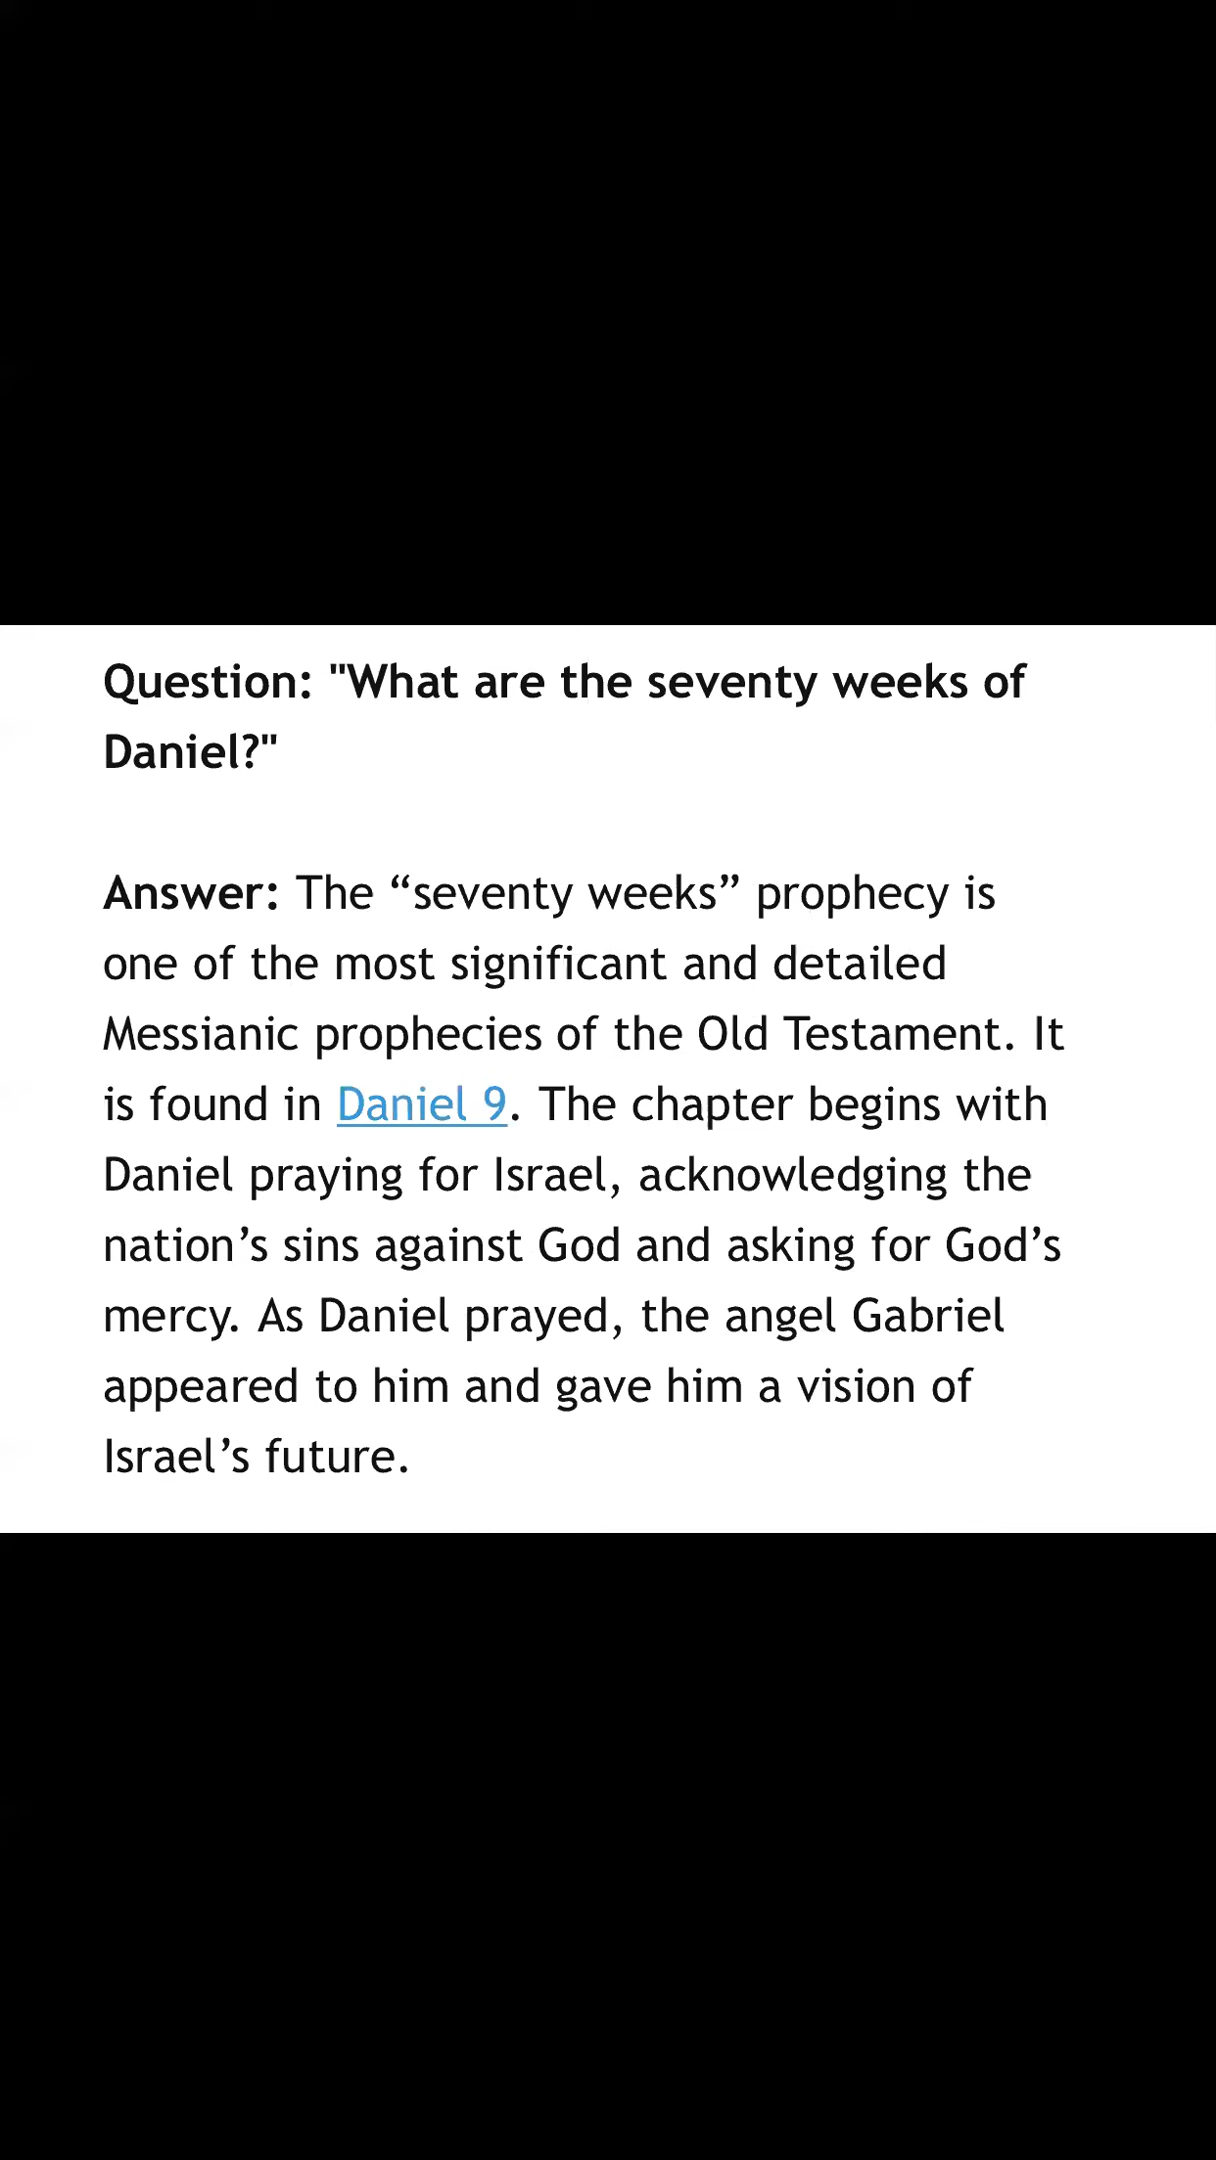 Question: "What are the seventy weeks of
Daniel?"
Answer: The “seventy weeks” prophecy is
one of the most significant and detailed
Messianic prophecies of the Old Testament. It
is found in Daniel 9. The chapter begins with
Daniel praying for Israel, acknowledging the
nation’s sins against God and asking for God’s
mercy. As Daniel prayed, the angel Gabriel
appeared to him and gave him a vision of
Israel’s future.